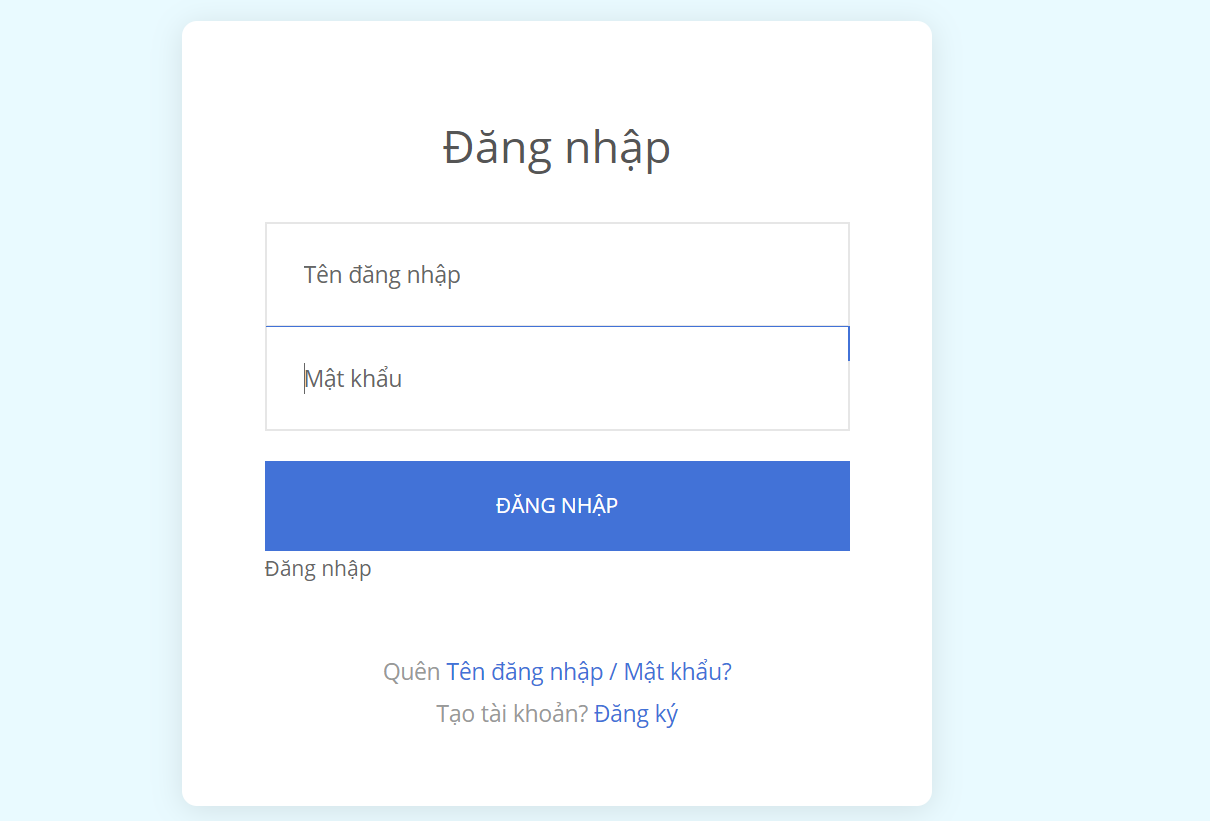 Đăng nhập
Tên đăng nhập
Mật khẩu
ĐĂNG NHẬP
Đăng nhập
Quên Tên đăng nhập / Mật khẩu?
Tạo tài khoản? Đăng ký